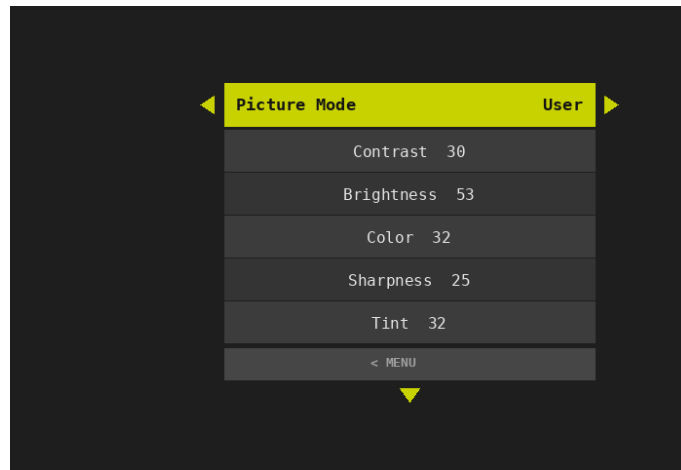 Picture Mode User
Contrast 30
Brightness 53
Color 32
Sharpness 25
Tint 32
< MENU